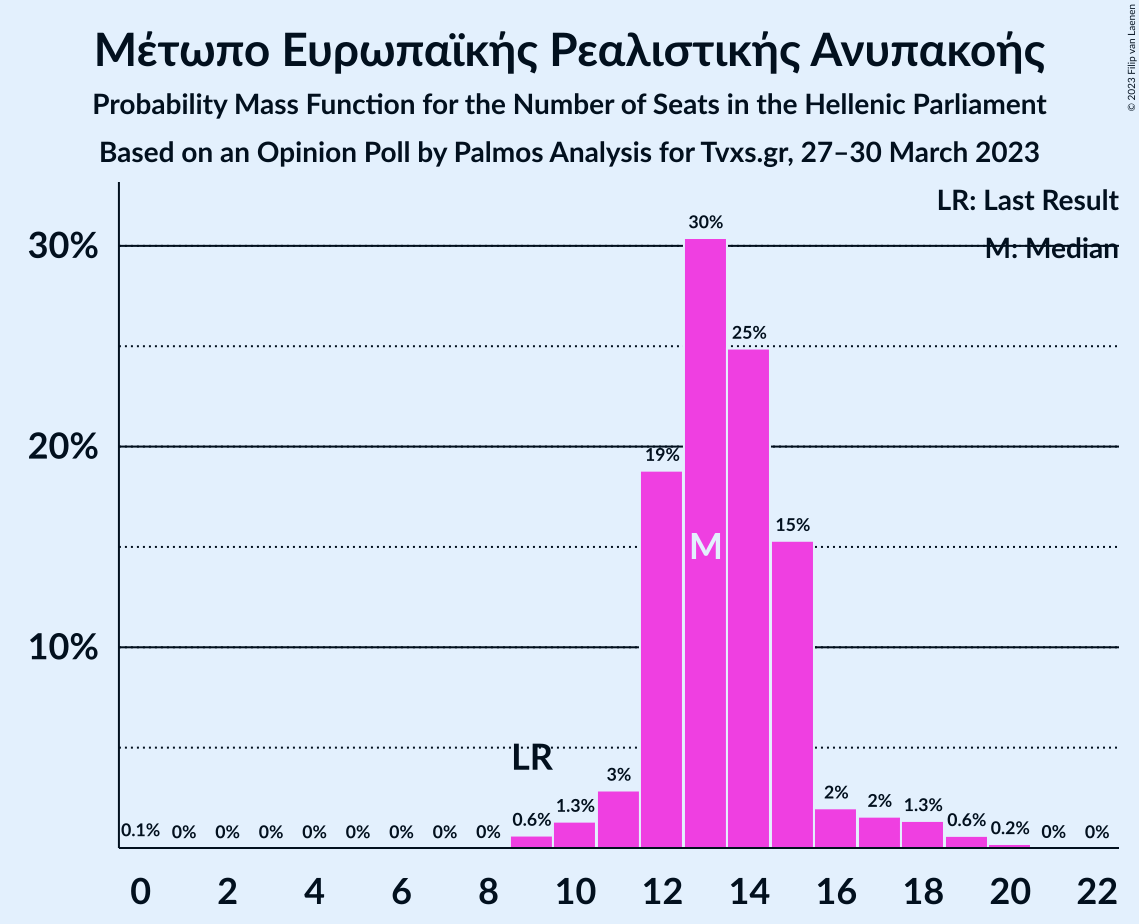 Μέτωπο Ευρωπαϊκής Ρεαλιστικής Ανυπακοής
Probability Mass Function for the Number of Seats in the Hellenic Parliament
Based on an Opinion Poll by Palmos Analysis for Tvxs.gr, 27–30 March 2023
© 2023 Filip van Laenen
LR: Last Result
M: Median
30%
20%
10%
0.1% 0% 0% 0% 0% 0% 0% 0% 0% 0.6% 1.3% 3% 19% 30% 25% 15% 2% 2% 1.3% 0.6% 0.2% 0% 0%
LR
M
0 2 4 6 8 10 12 14 16 18 20 22